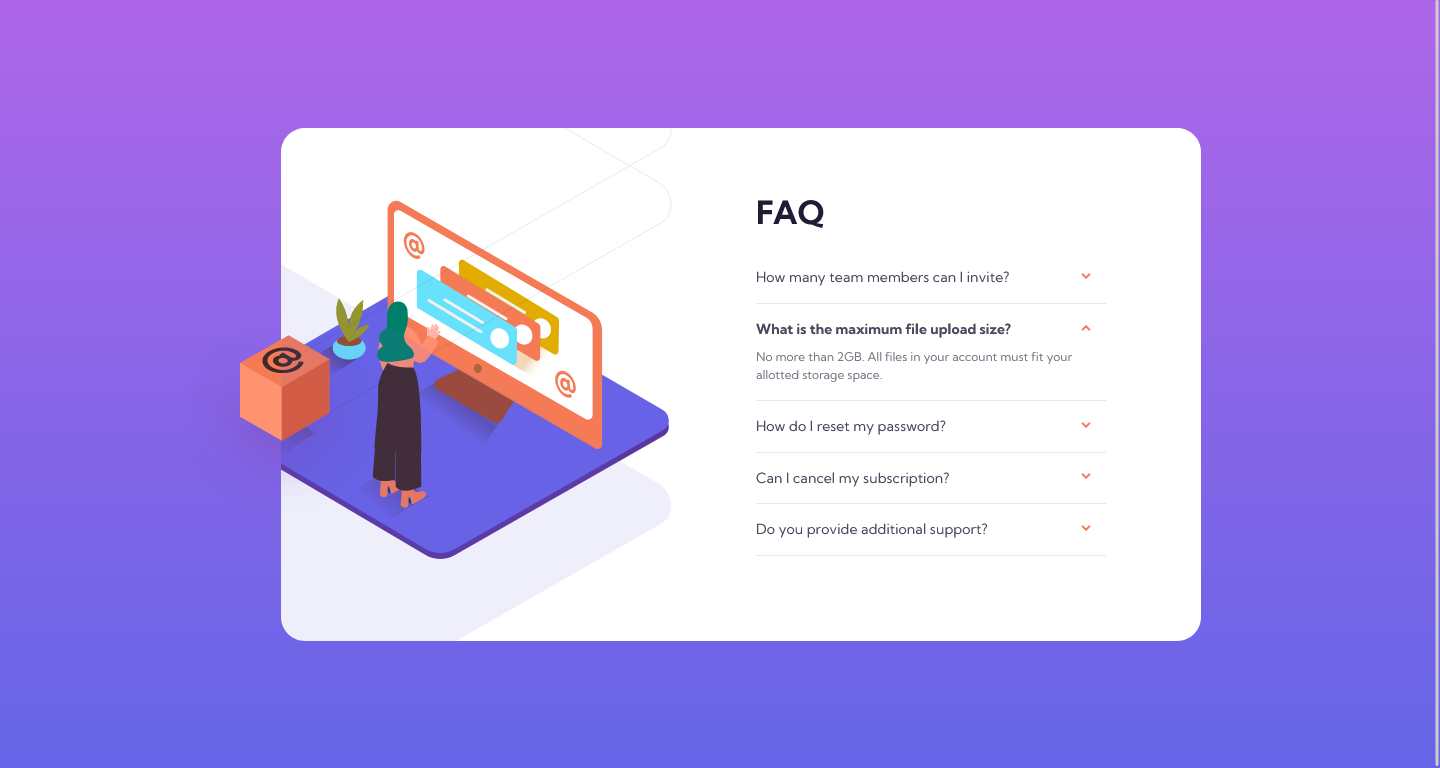 FAQ
How many team members can I invite?
What is the maximum file upload size?
No more than 2GB. All files in your account must fit your
allotted storage space.
How do I reset my password?
Can I cancel my subscription?
Do you provide additional support?
@
@
@